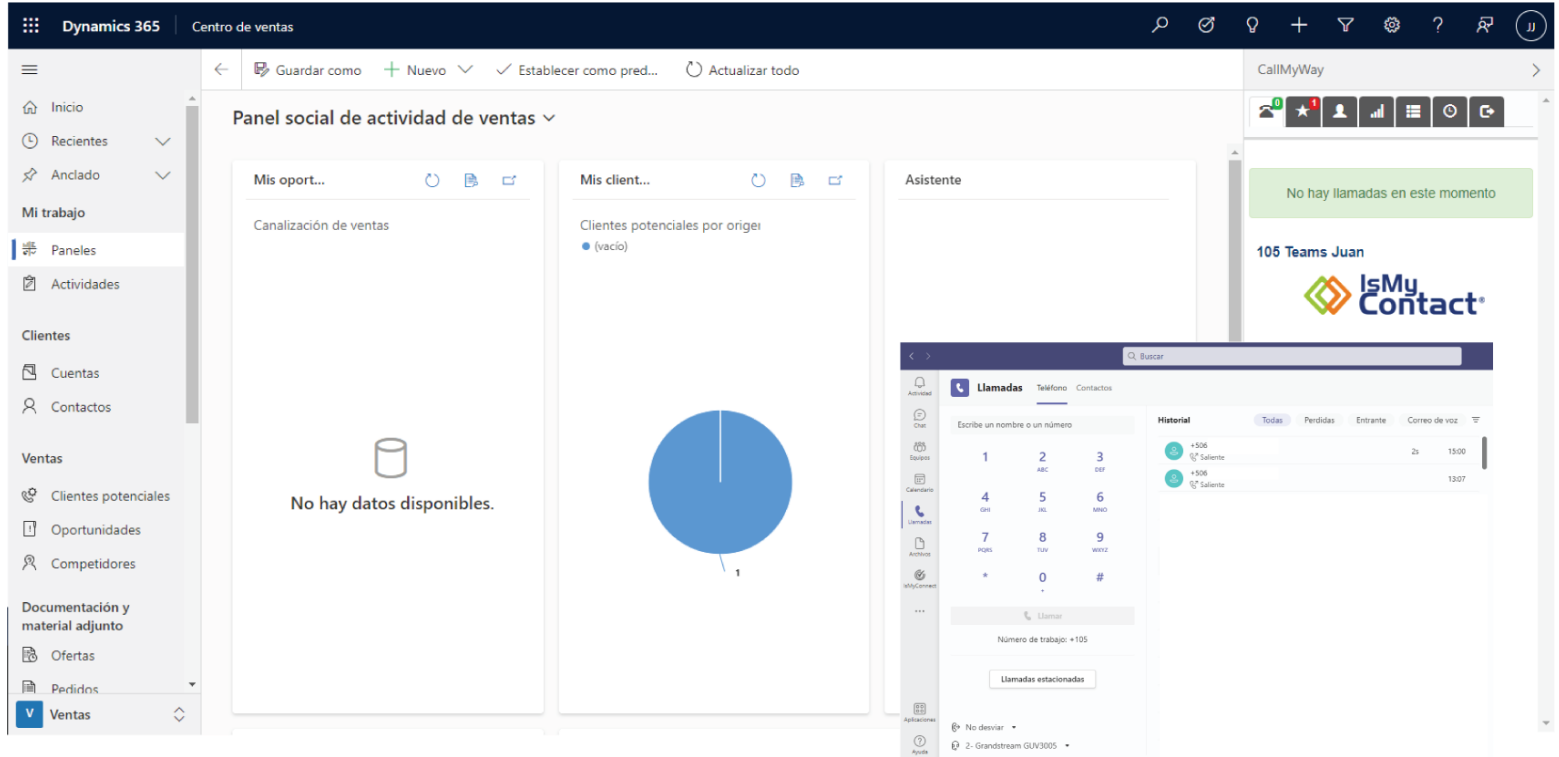 Dynamics 365
Centro de ventas
JJ
Guardar como
Nuevo
Establecer como pred...
Actualizar todo
CallMyWay
Inicio
Recientes
Anclado
Mi trabajo
Paneles
Actividades
Clientes
Cuentas
Contactos
Ventas
Clientes potenciales
Oportunidades
Competidores
Documentación y
material adjunto
Ofertas
Pedidos
V
Ventas
Panel social de actividad de ventas
Mis oport...
Canalización de ventas
No hay datos disponibles.
Mis client...
Clientes potenciales por origer
(vacío)
1
Asistente
0
1
No hay llamadas en este momento
105 Teams Juan
IsMy
Contact®
Buscar
Actividad
Chat
Equipos
Calendario
Llamadas
Archivos
IsMyConnect
Aplicaciones
Ayuda
Llamadas
Teléfono
Contactos
Escribe un nombre o un número
1
2
ABC
3
DEF
4
GHI
5
JKL
6
MNO
7
PQRS
8
TUV
9
WXYZ
*
0
#
Llamar
Número de trabajo: +105
Llamadas estacionadas
No desviar
2- Grandstream GUV3005
Historial
Todas
Perdidas
Entrante
Correo de voz
+506
Saliente
2s
15:00
+506
Saliente
13:07